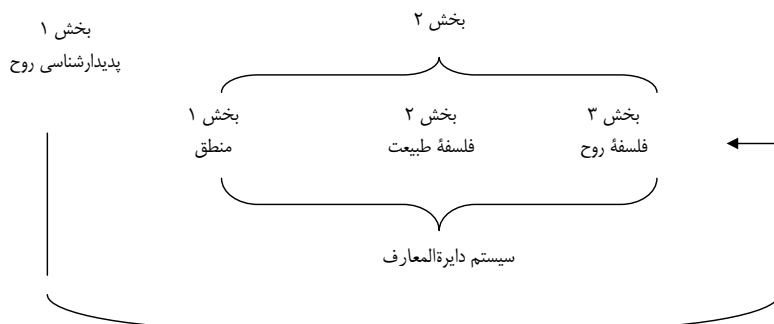 بخش ۱
پدیدارشناسی روح
بخش ۲
بخش ۱
منطق
بخش ۲
فلسفهٔ طبیعت
بخش ۳
فلسفهٔ روح
سیستم دایرةالمعارف